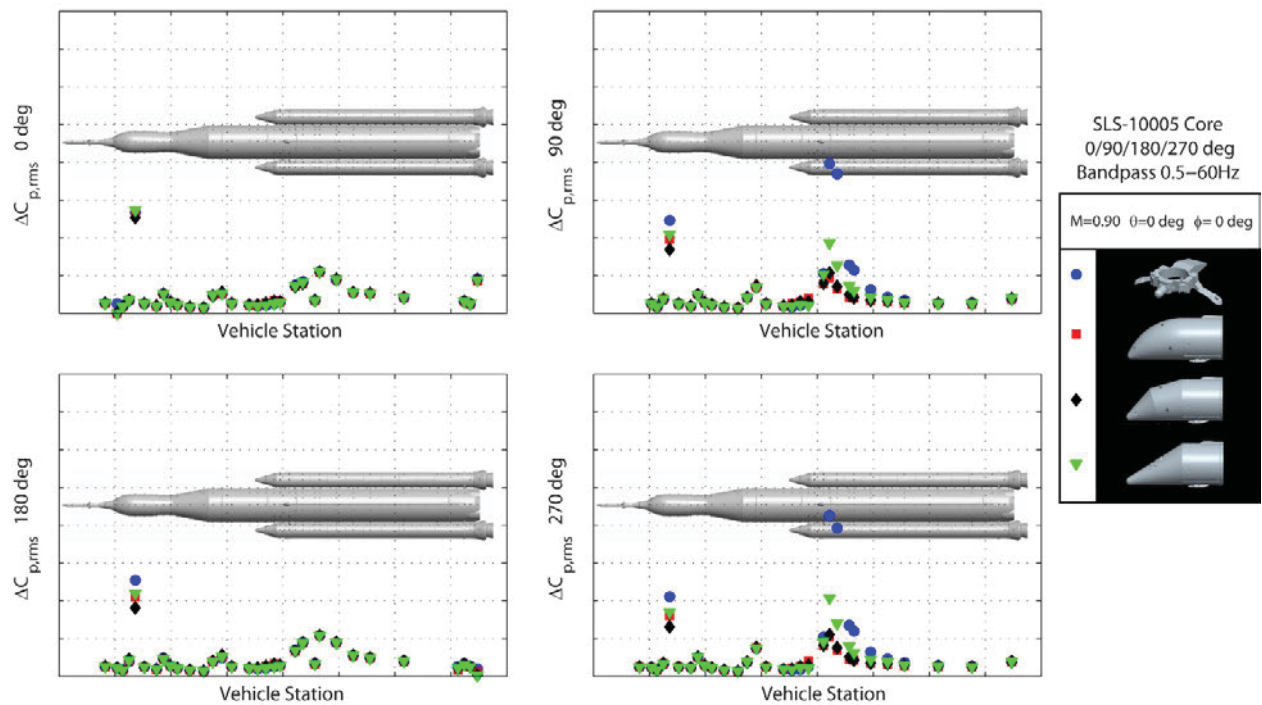 0 deg
ΔC p,rms
Vehicle Station
90 deg
ΔC p,rms
Vehicle Station
SLS-10005 Core
0/90/180/270 deg
Bandpass 0.5–60Hz
M=0.90 θ=0 deg ϕ= 0 deg
180 deg
ΔC p,rms
Vehicle Station
270 deg
ΔC p,rms
Vehicle Station